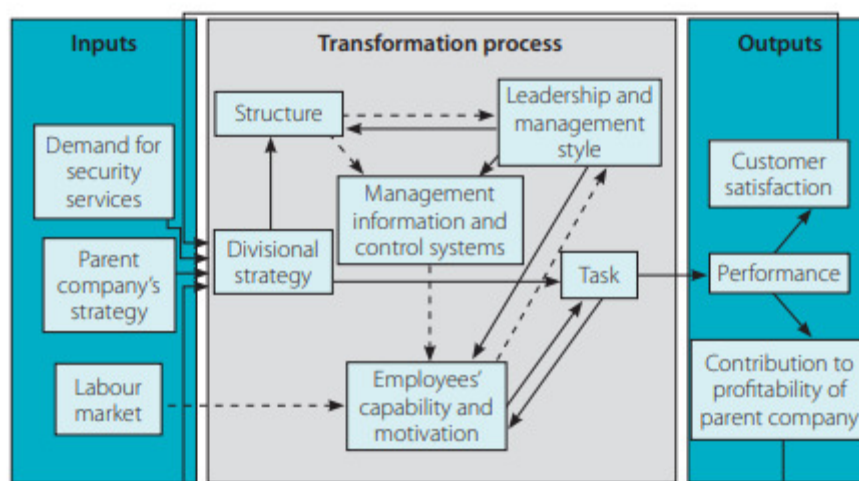 Inputs
Transformation process
Outputs
Demand for
security
services
Parent
company's
strategy
Labour
market
Structure
Leadership and
management
style
Management
information and
control systems
Divisional
strategy
Task
Employees'
capability and
motivation
Customer
satisfaction
Performance
Contribution to
profitability of
parent company